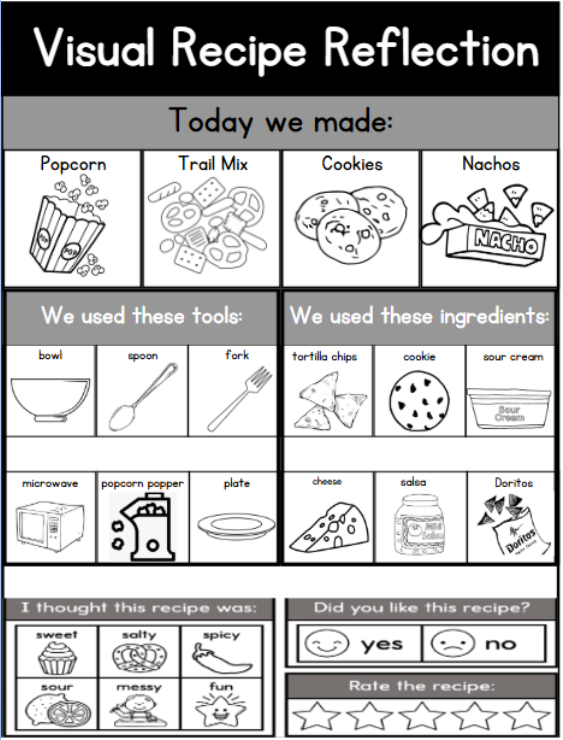 Visual Recipe Reflection
Today we made:
Popcorn Trail Mix Cookies Nachos
NACHO
We used these tools: We used these ingredients:
bowl spoon fork tortilla chips cookie sour cream
Sour
Cream
microwave popcorn popper plate cheese salsa Doritos
Mild
Salsa
Doritos
I thought this recipe was: Did you like this recipe?
sweet salty spicy
yes no
sour messy fun
Rate the recipe: